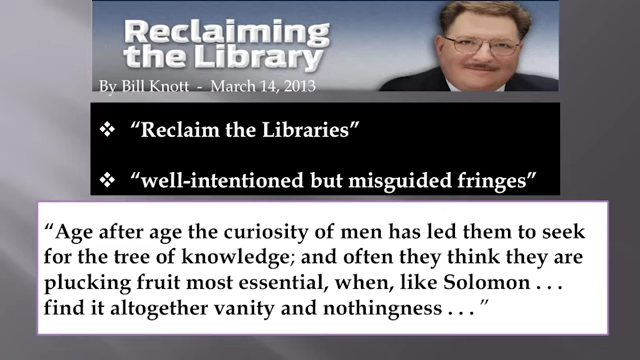 Reclaiming
the Library
By Bill Knott - March 14, 2013
❖ “Reclaim the Libraries”
❖ “well-intentioned but misguided fringes”
“Age after age the curiosity of men has led them to seek
for the tree of knowledge; and often they think they are
plucking fruit most essential, when, like Solomon . . .
find it altogether vanity and nothingness . . . ”